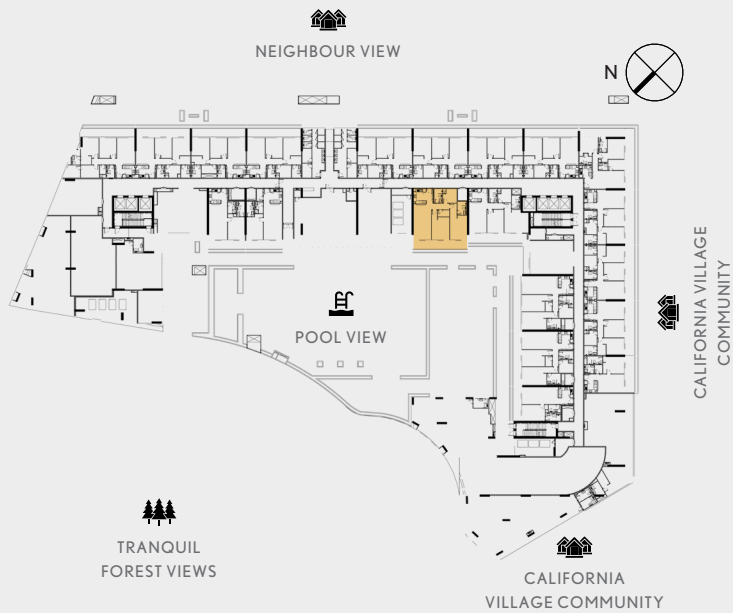 NEIGHBOUR VIEW
N
CALIFORNIA VILLAGE
COMMUNITY
POOL VIEW
TRANQUIL
FOREST VIEWS
CALIFORNIA
VILLAGE COMMUNITY